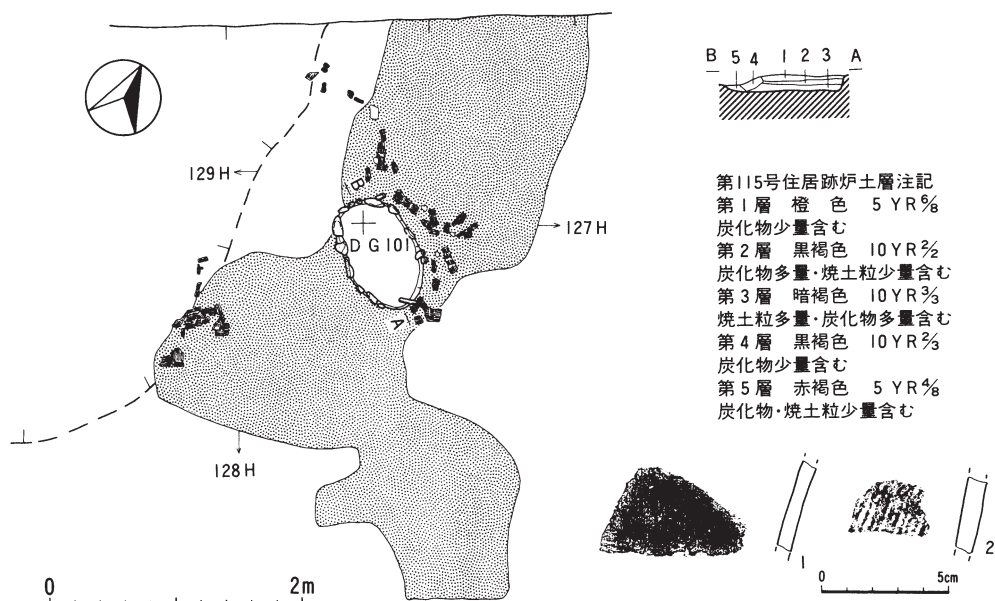 B 5 4 1 2 3 A
129H
127H
DG101
A
128H
0 2m
第115号住居跡炉土層注記
第1層 橙 色 5YR6/8
炭化物少量含む
第2層 黒褐色 10YR2/2
炭化物多量・焼土粒少量含む
第3層 暗褐色 10YR3/3
焼土粒多量・炭化物多量含む
第4層 黒褐色 10YR2/3
炭化物少量含む
第5層 赤褐色 5YR4/8
炭化物・焼土粒少量含む
1
2
0 5cm